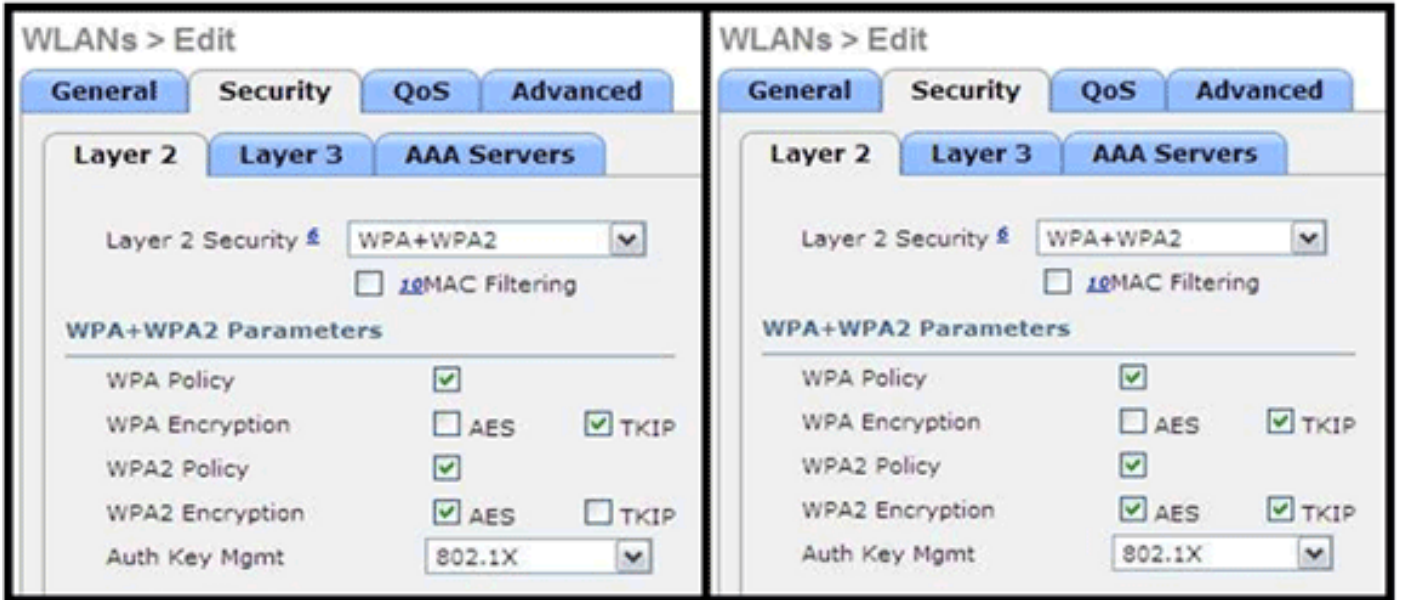 WLANs > Edit
General Security QoS Advanced
Layer 2 Layer 3 AAA Servers
Layer 2 Security 6 WPA+WPA2
10MAC Filtering
WPA+WPA2 Parameters
WPA Policy
WPA Encryption AES TKIP
WPA2 Policy
WPA2 Encryption AES TKIP
Auth Key Mgmt 802.1X
WLANs > Edit
General Security QoS Advanced
Layer 2 Layer 3 AAA Servers
Layer 2 Security 6 WPA+WPA2
10MAC Filtering
WPA+WPA2 Parameters
WPA Policy
WPA Encryption AES TKIP
WPA2 Policy
WPA2 Encryption AES TKIP
Auth Key Mgmt 802.1X